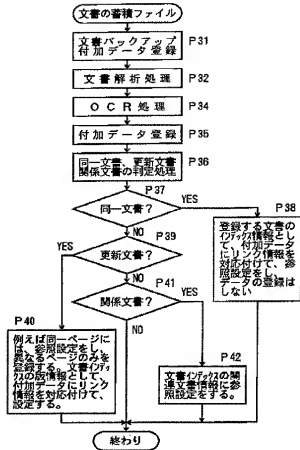 文書の蓄積ファイル
文書バックアップ
付加データ登録
P31
文書解析処理
P32
OCR処理
P34
付加データ登録
P35
同一文書、更新文書
関係文書の判定処理
P36
同一文書?
P37
YES
NO
P38
登録する文書の
インデックス情報とし
て、付加データ
にリンク情報を
対応付けて、参
照設定をし、
データの登録は
しない
更新文書?
P39
YES
NO
関係文書?
P41
YES
NO
P40
例えば同一ページに
は、参照設定をし、
異なるページのみを
登録する。文書インデッ
クスの版情報として、
付加データにリンク
情報を対応付けて、
設定する。
P42
文書インデックスの関
連文書情報に参
照設定をする。
終わり